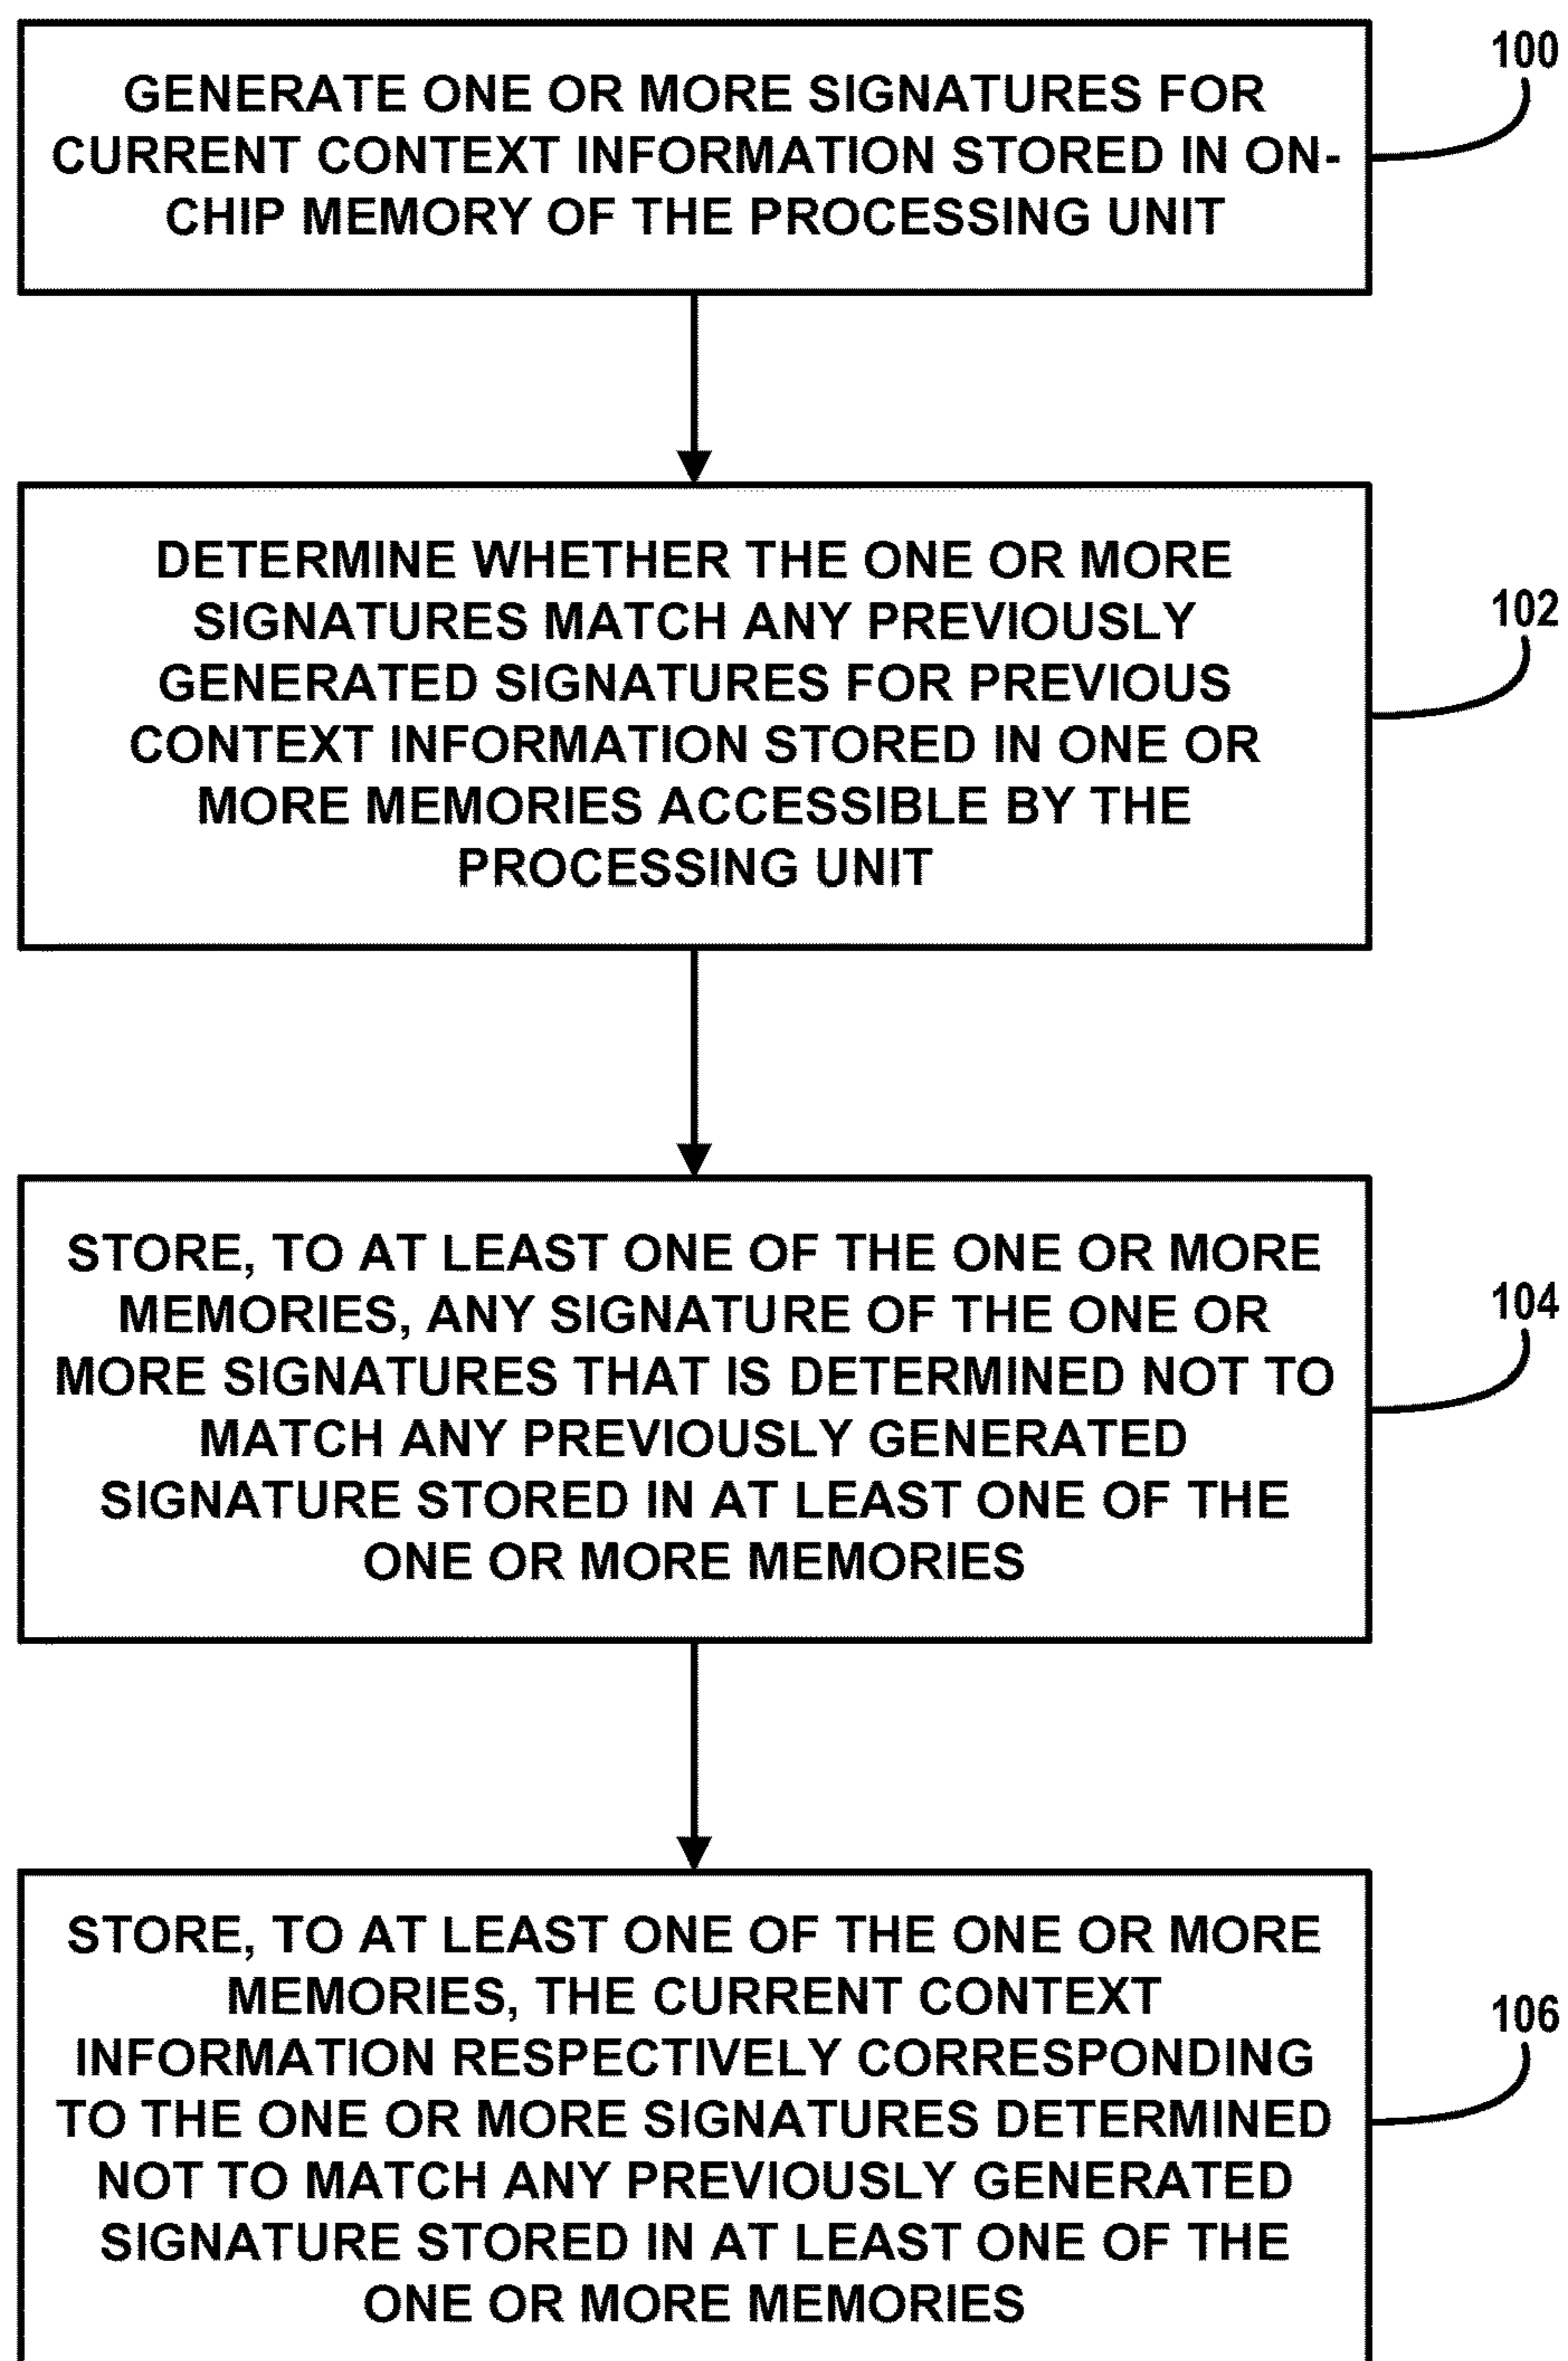 100
GENERATE ONE OR MORE SIGNATURES FOR
CURRENT CONTEXT INFORMATION STORED IN ON-
CHIP MEMORY OF THE PROCESSING UNIT
102
DETERMINE WHETHER THE ONE OR MORE
SIGNATURES MATCH ANY PREVIOUSLY
GENERATED SIGNATURES FOR PREVIOUS
CONTEXT INFORMATION STORED IN ONE OR
MORE MEMORIES ACCESSIBLE BY THE
PROCESSING UNIT
104
STORE, TO AT LEAST ONE OF THE ONE OR MORE
MEMORIES, ANY SIGNATURE OF THE ONE OR
MORE SIGNATURES THAT IS DETERMINED NOT TO
MATCH ANY PREVIOUSLY GENERATED
SIGNATURE STORED IN AT LEAST ONE OF THE
ONE OR MORE MEMORIES
106
STORE, TO AT LEAST ONE OF THE ONE OR MORE
MEMORIES, THE CURRENT CONTEXT
INFORMATION RESPECTIVELY CORRESPONDING
TO THE ONE OR MORE SIGNATURES DETERMINED
NOT TO MATCH ANY PREVIOUSLY GENERATED
SIGNATURE STORED IN AT LEAST ONE OF THE
ONE OR MORE MEMORIES